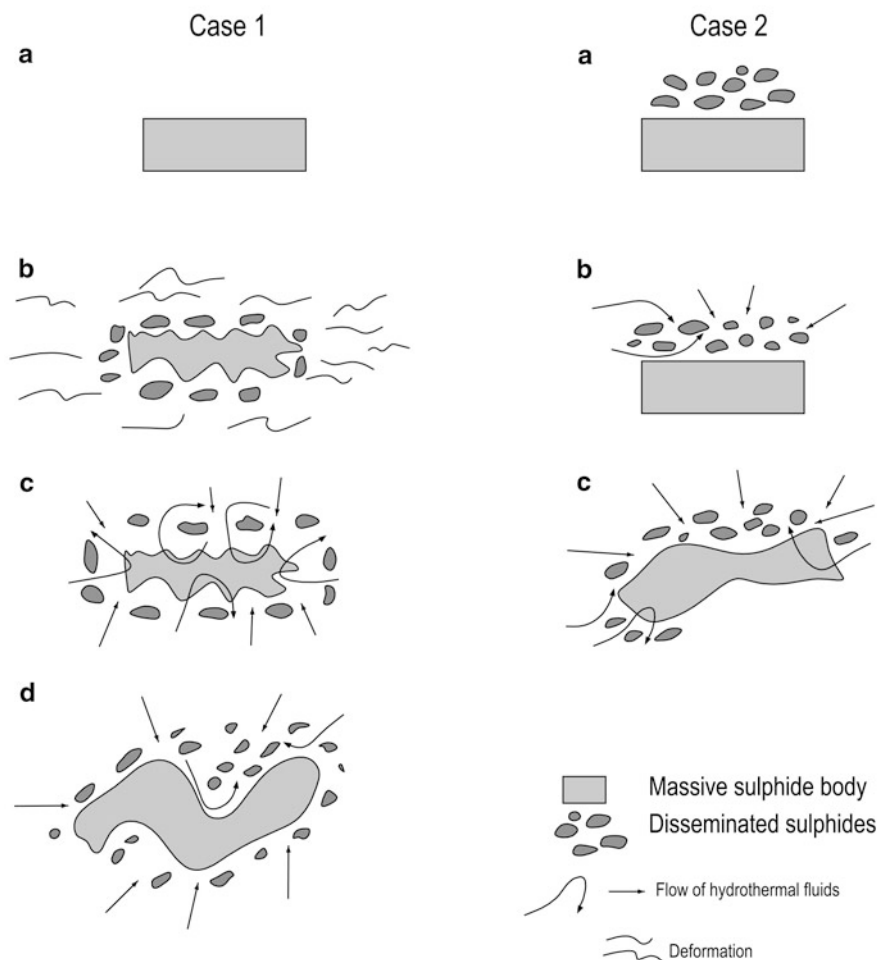 Case 1
Case 2
a
a
b
b
c
c
d
Massive sulphide body
Disseminated sulphides
Flow of hydrothermal fluids
Deformation